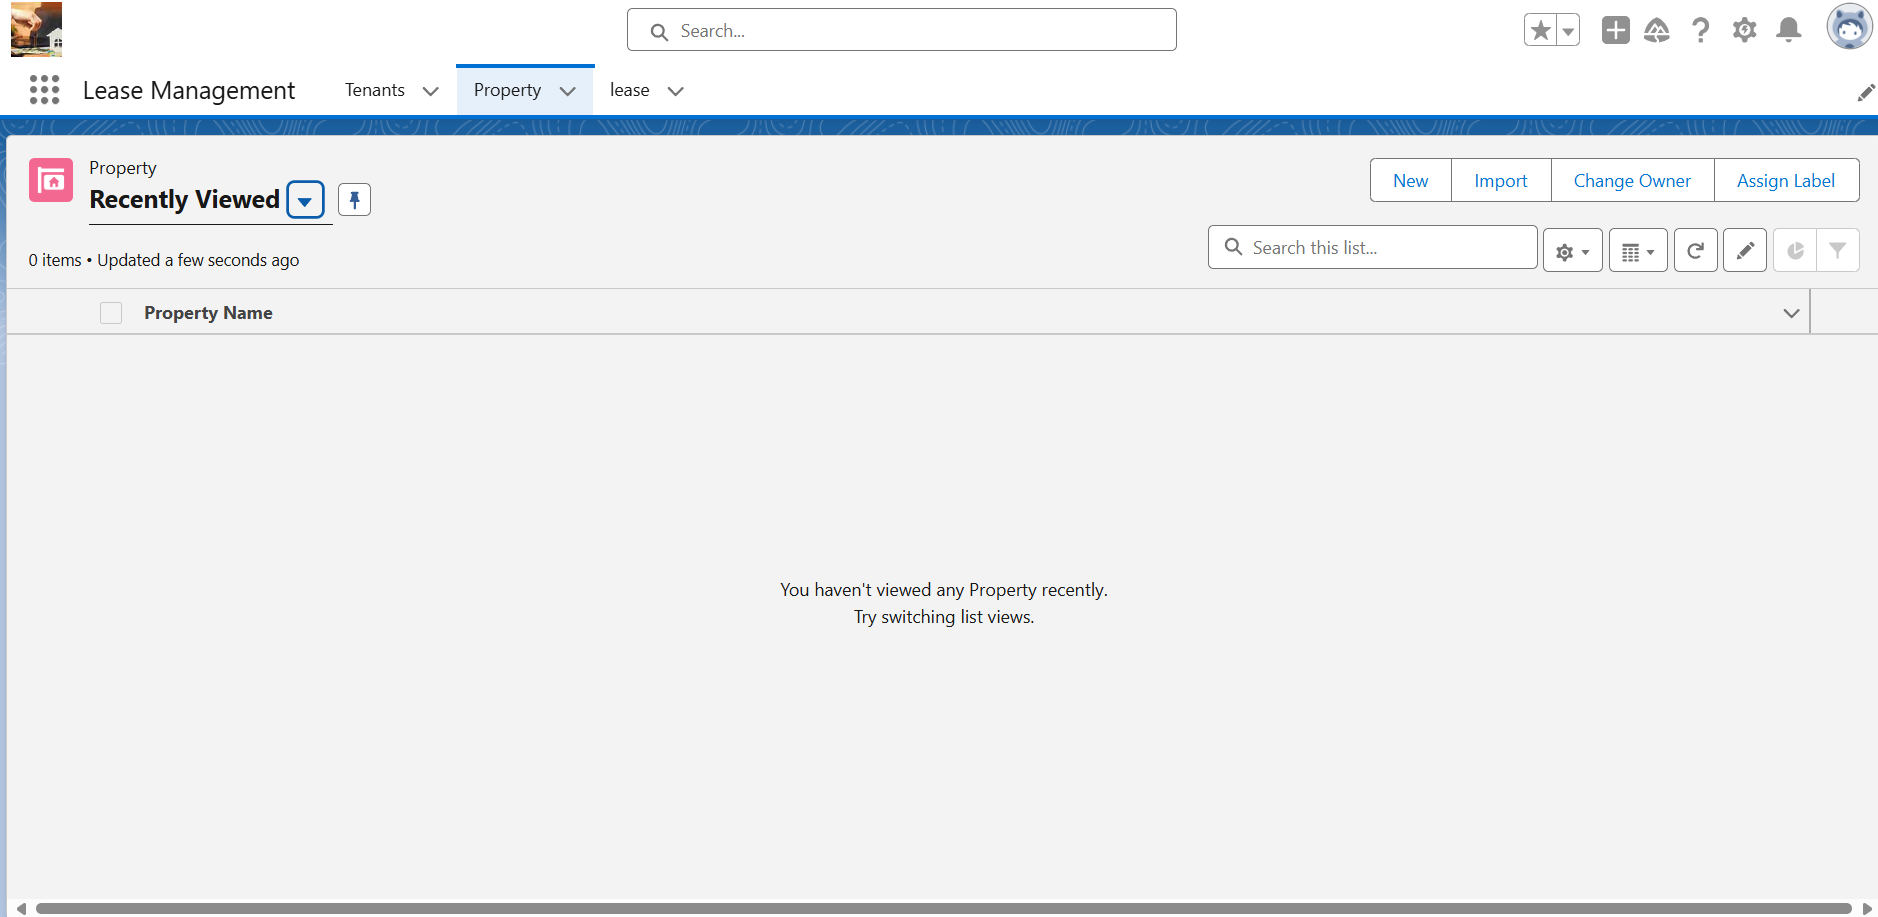 Search...
Lease Management
Tenants
Property
lease
Property
Recently Viewed
New
Import
Change Owner
Assign Label
0 items • Updated a few seconds ago
Search this list...
Property Name
You haven't viewed any Property recently.
Try switching list views.